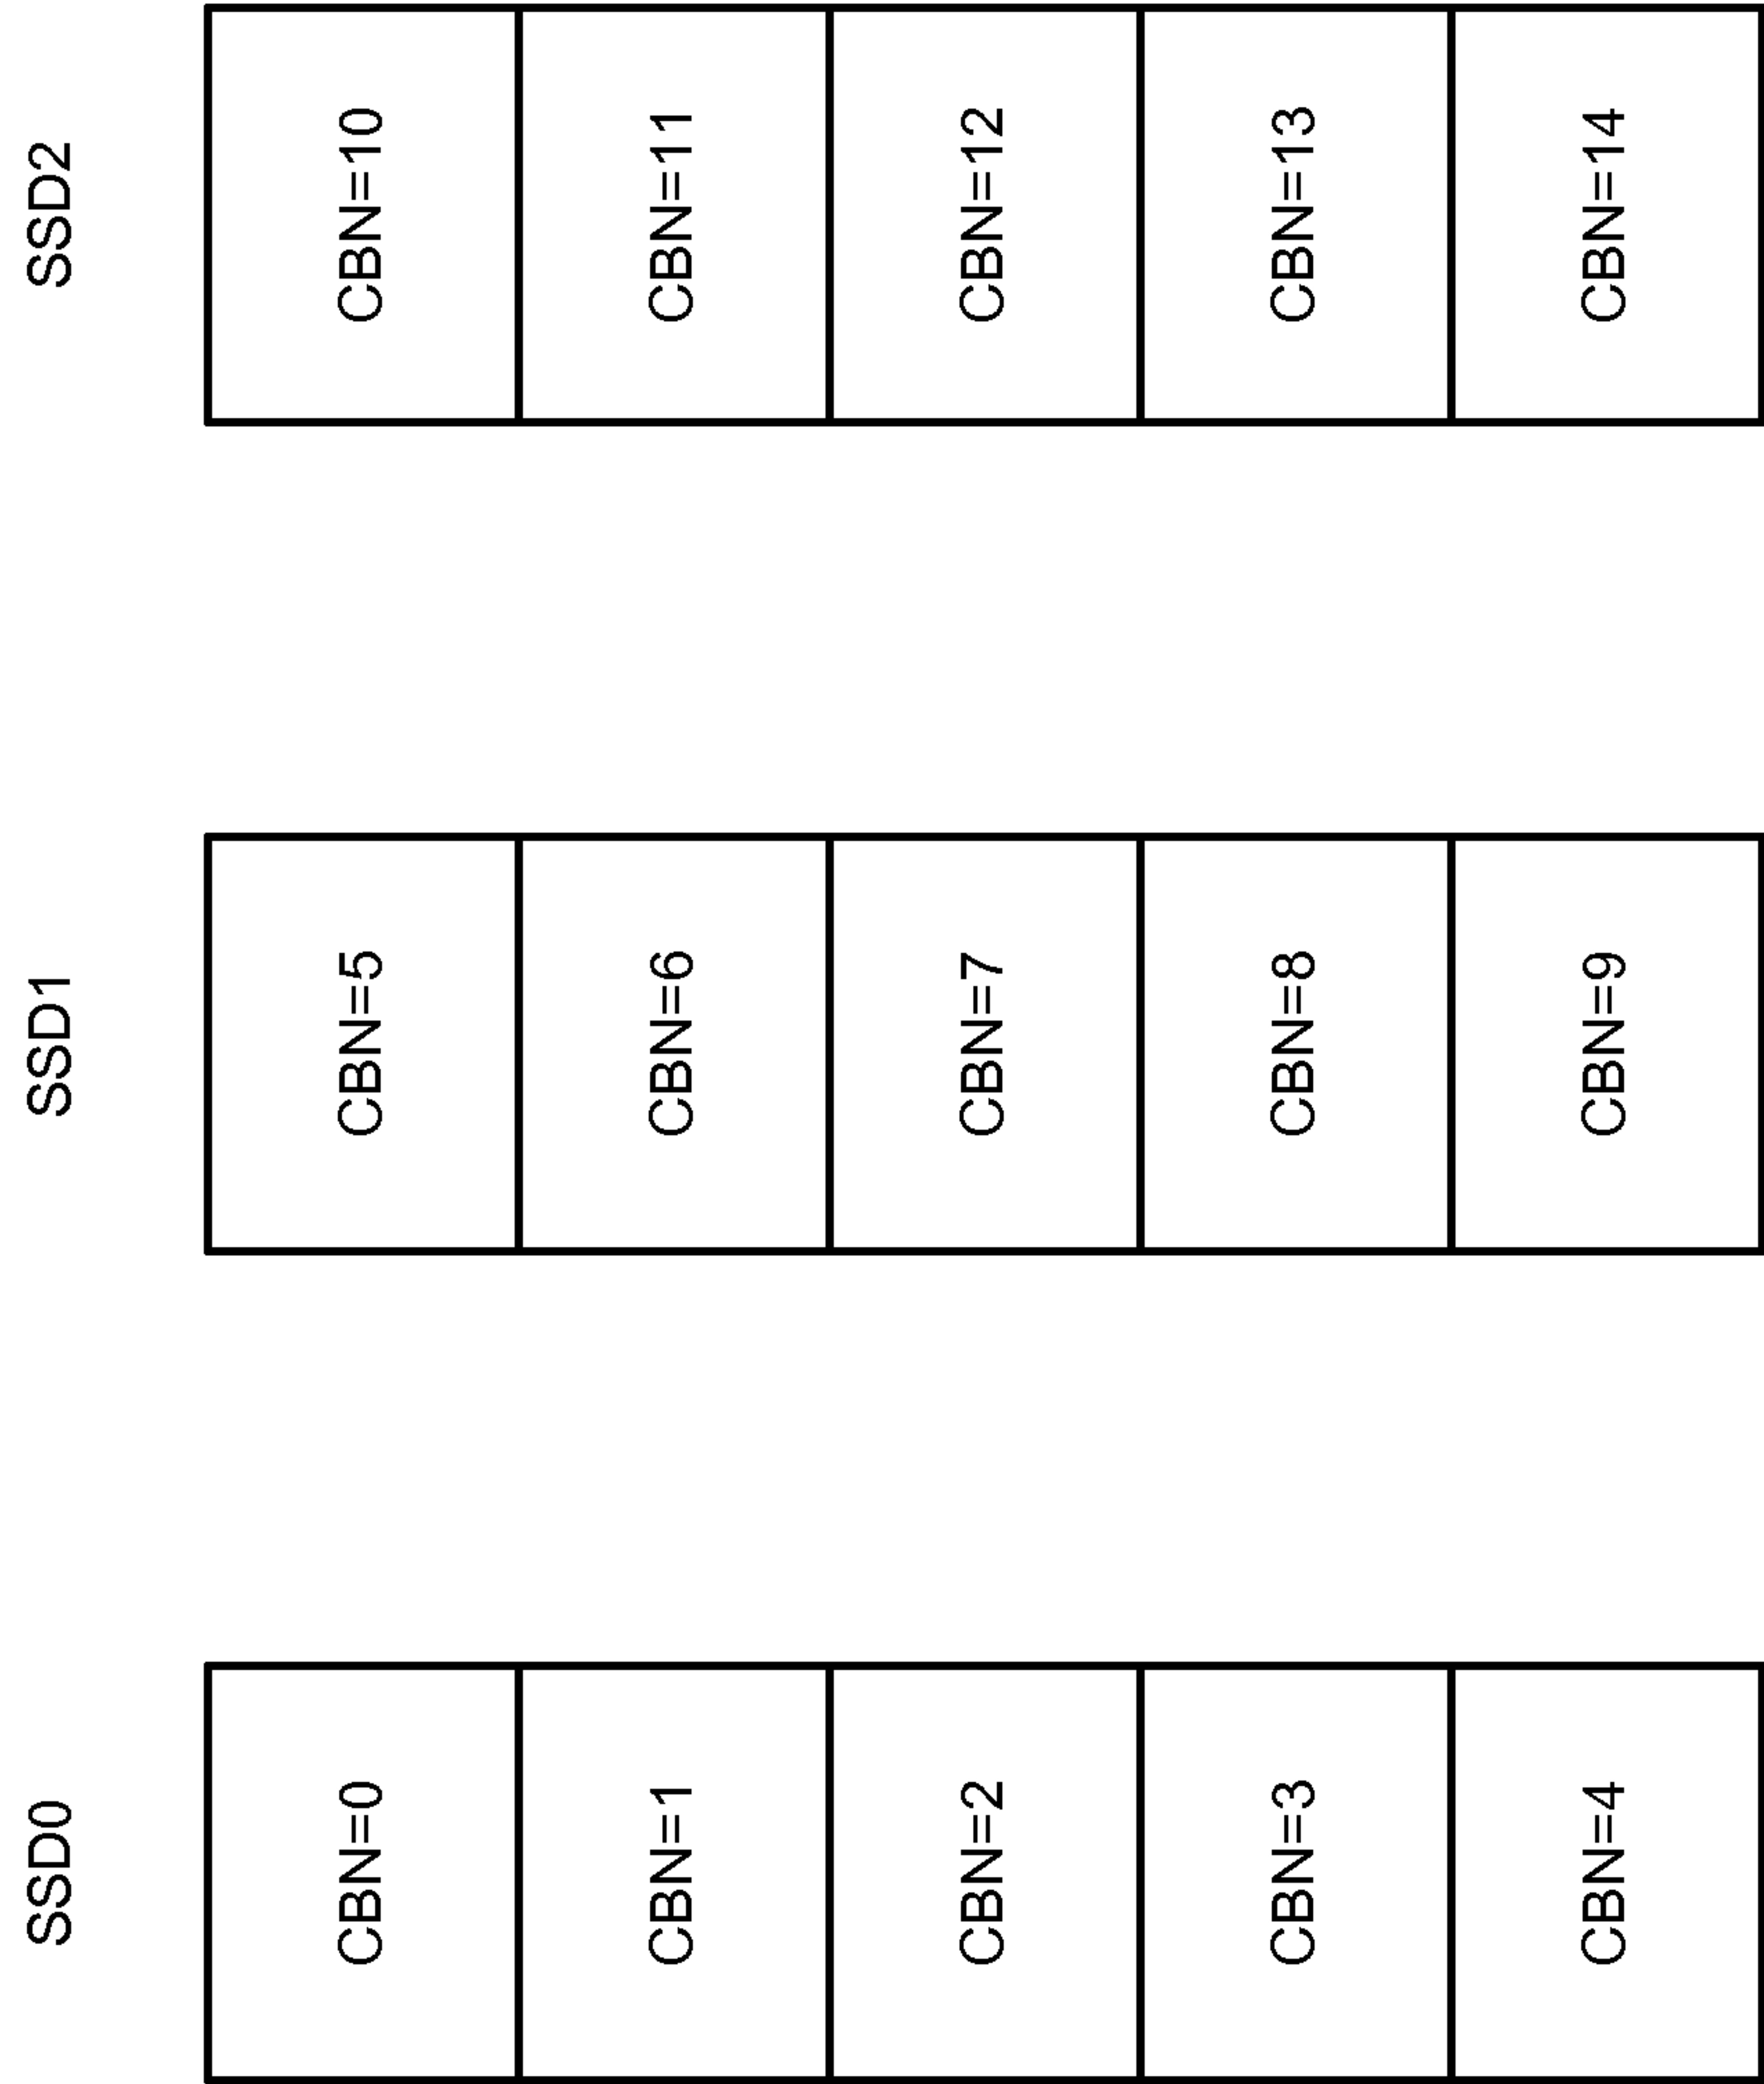 SSD0
CBN=0
CBN=1
CBN=2
CBN=3
CBN=4
SSD1
CBN=5
CBN=6
CBN=7
CBN=8
CBN=9
SSD2
CBN=10
CBN=11
CBN=12
CBN=13
CBN=14